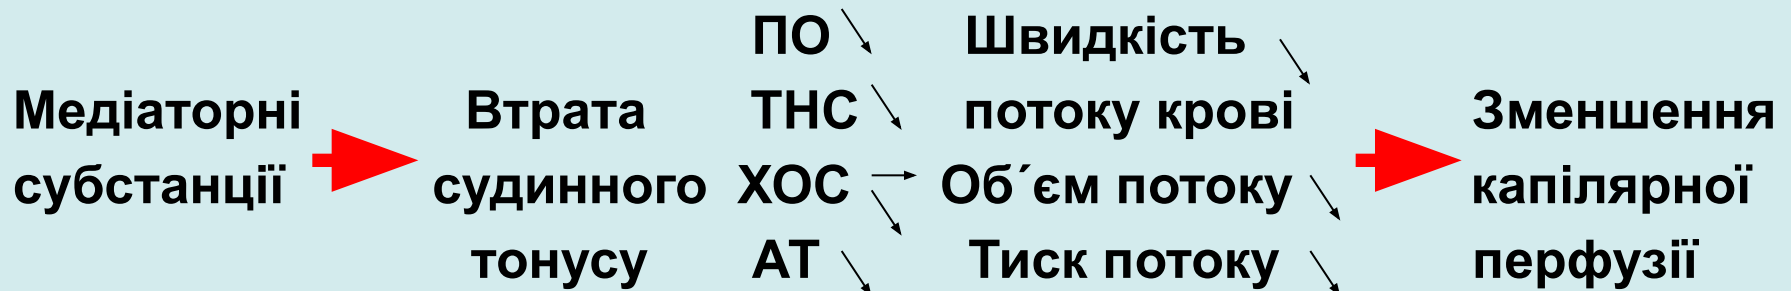 ПО Швидкість
Медіаторні Втрата ТНС потоку крові Зменшення
субстанції судинного ХОС Об´єм потоку капілярної
тонусу АТ Тиск потоку перфузії